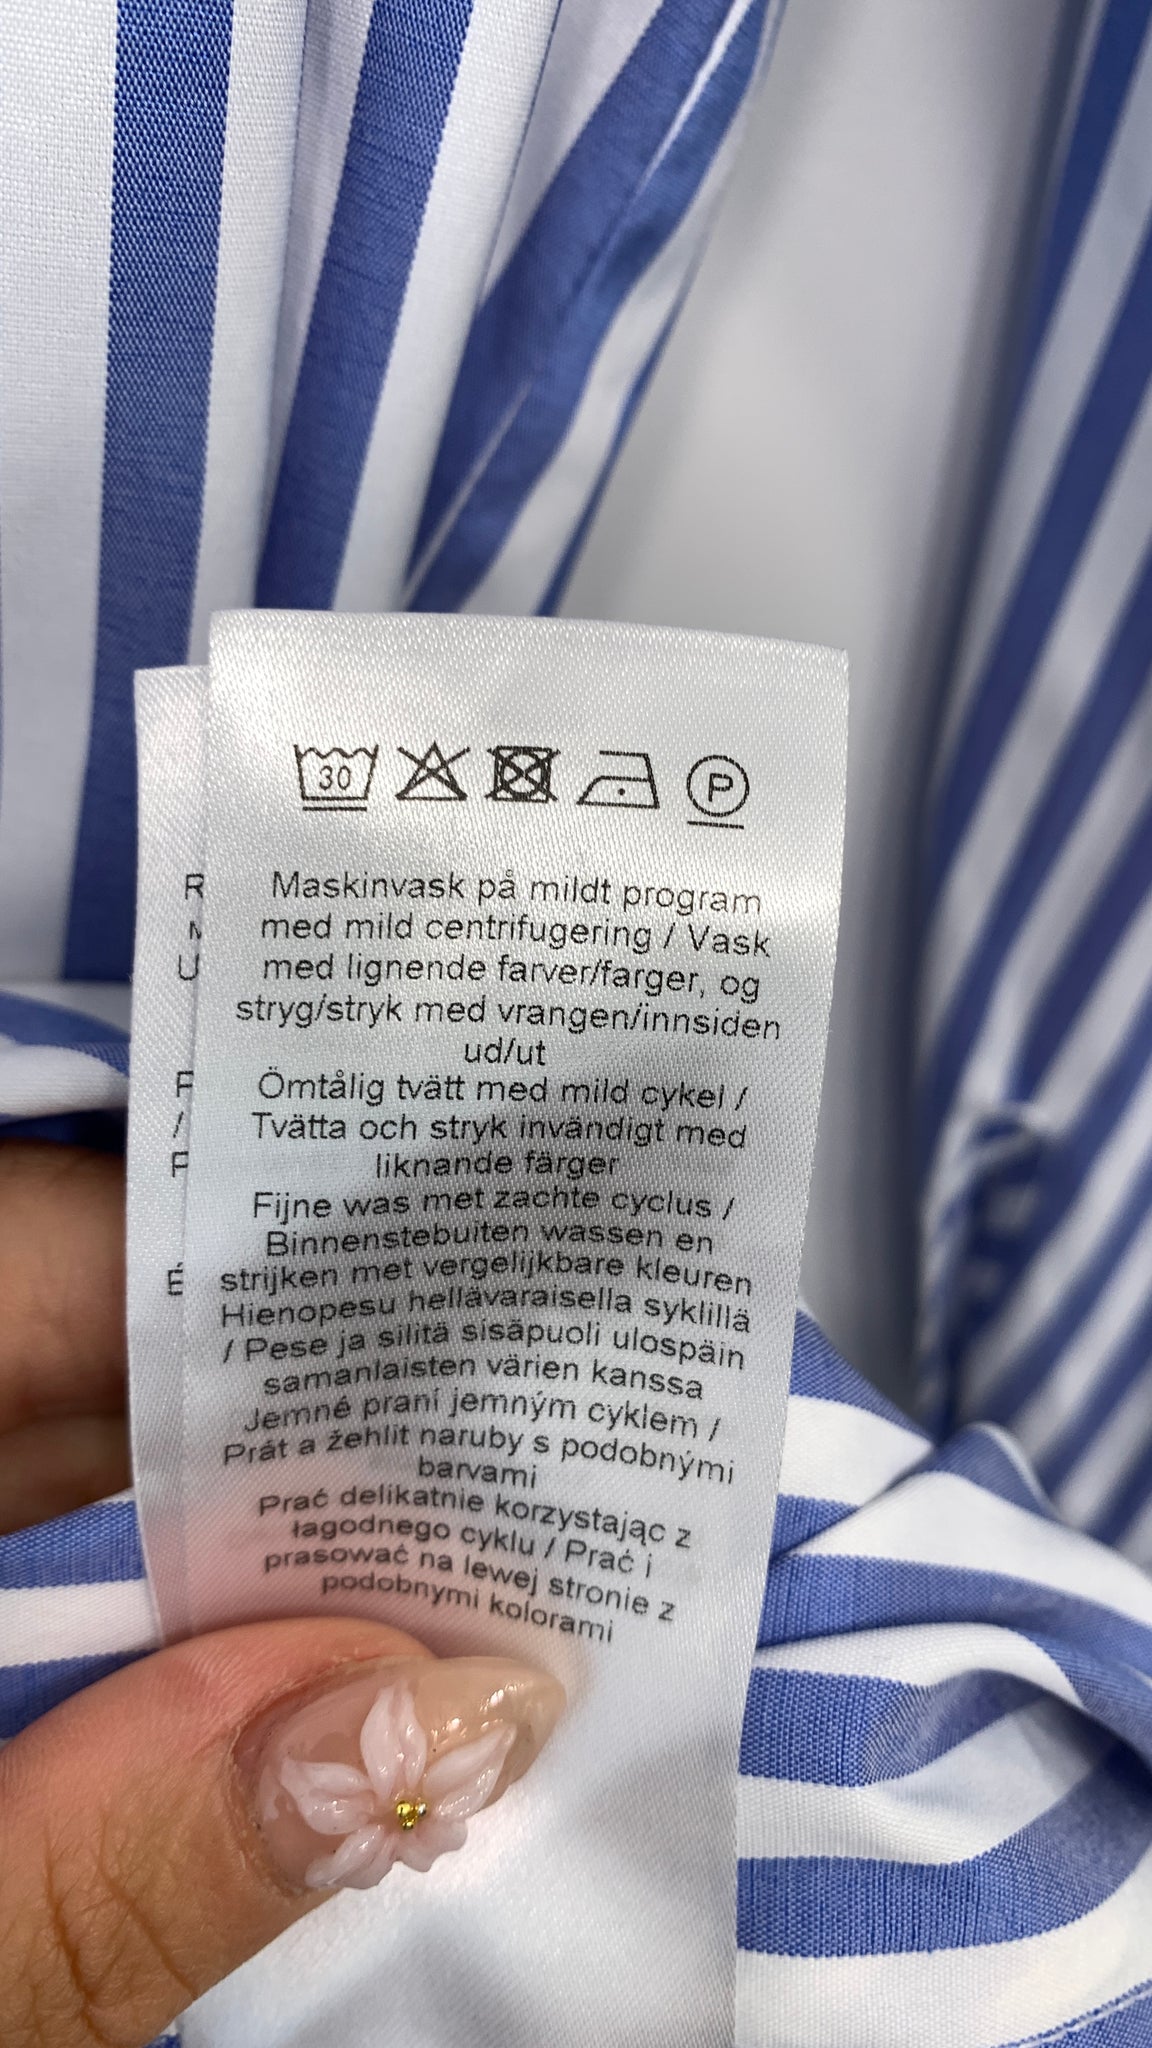 30
P
Maskinvask på mildt program
med mild centrifugering / Vask
med lignende farver/farger, og
stryg/stryk med vrangen/innsiden
ud/ut
Ömtålig tvätt med mild cykel /
Tvätta och stryk invändigt med
liknande färger
Fijne was met zachte cyclus /
Binnenstebuiten wassen en
strijken met vergelijkbare kleuren
Hienopesu hellävaraisella syklillä
/ Pese ja silitä sisäpuoli ulospäin
samanlaisten värien kanssa
Jemné praní jemným cyklem /
Prát a žehlit naruby s podobnými
barvami
Prać delikatnie korzystając z
łagodnego cyklu / Prać i
prasować na lewej stronie z
podobnymi kolorami